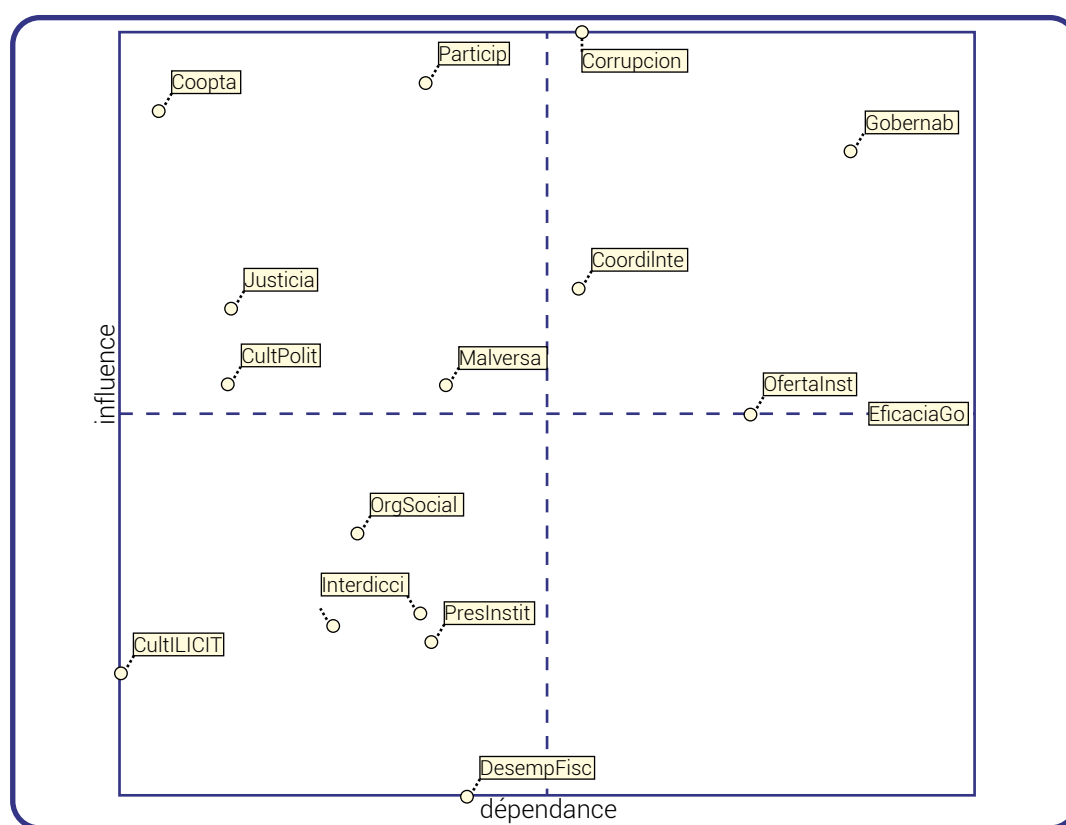 Particip
Corrupcion
Coopta
Gobernab
CoordiInte
Justicia
CultPolit
Malversa
OfertaInst
influence
EficaciaGo
OrgSocial
Interdicci
PresInstit
CultILICIT
DesempFisc
dépendance